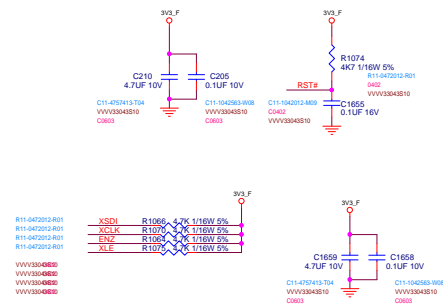 3V3_F
3V3_F
R1074
4K7 1/16W 5%
R11-0472012-R01
0402
VVVV33043S10
C210
4.7UF 10V
C205
0.1UF 10V
RST#
C11-4757413-T04
VVVV33043S10
C0603
C11-1042563-W08
VVVV33043S10
C0603
C11-1042012-M09
C0402
VVVV33043S10
C1655
0.1UF 16V
3V3_F
3V3_F
R11-0472012-R01
XSDI
R1066
4.7K 1/16W 5%
R11-0472012-R01
XCLK
R1070
4.7K 1/16W 5%
R11-0472012-R01
ENZ
R1064
4.7K 1/16W 5%
R11-0472012-R01
XLE
R1075
4.7K 1/16W 5%
C1659
4.7UF 10V
C1658
0.1UF 10V
C11-4757413-T04
VVVV33043S10
C0603
C11-1042563-W08
VVVV33043S10
C0603